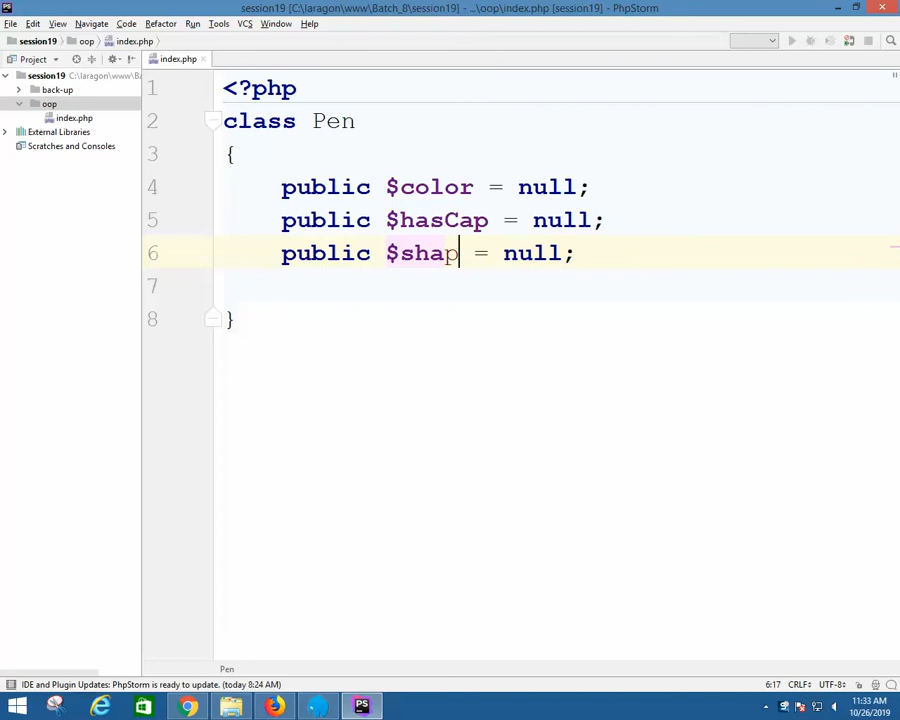 session19 [C:\laragon\www\Batch_8\session19] - ..\oop\index.php [session19] - PhpStorm
File Edit View Navigate Code Refactor Run Tools VCS Window Help
session19 oop index.php
Project index.php
session19 C:\laragon\www\Ba
back-up
oop
index.php
External Libraries
Scratches and Consoles
1 <?php
2 class Pen
3 {
4 public $color = null;
5 public $hasCap = null;
6 public $shap = null;
7
8 }
Pen
IDE and Plugin Updates: PhpStorm is ready to update. (today 8:24 AM) 6:17 CRLF UTF-8
11:33 AM
10/26/2019